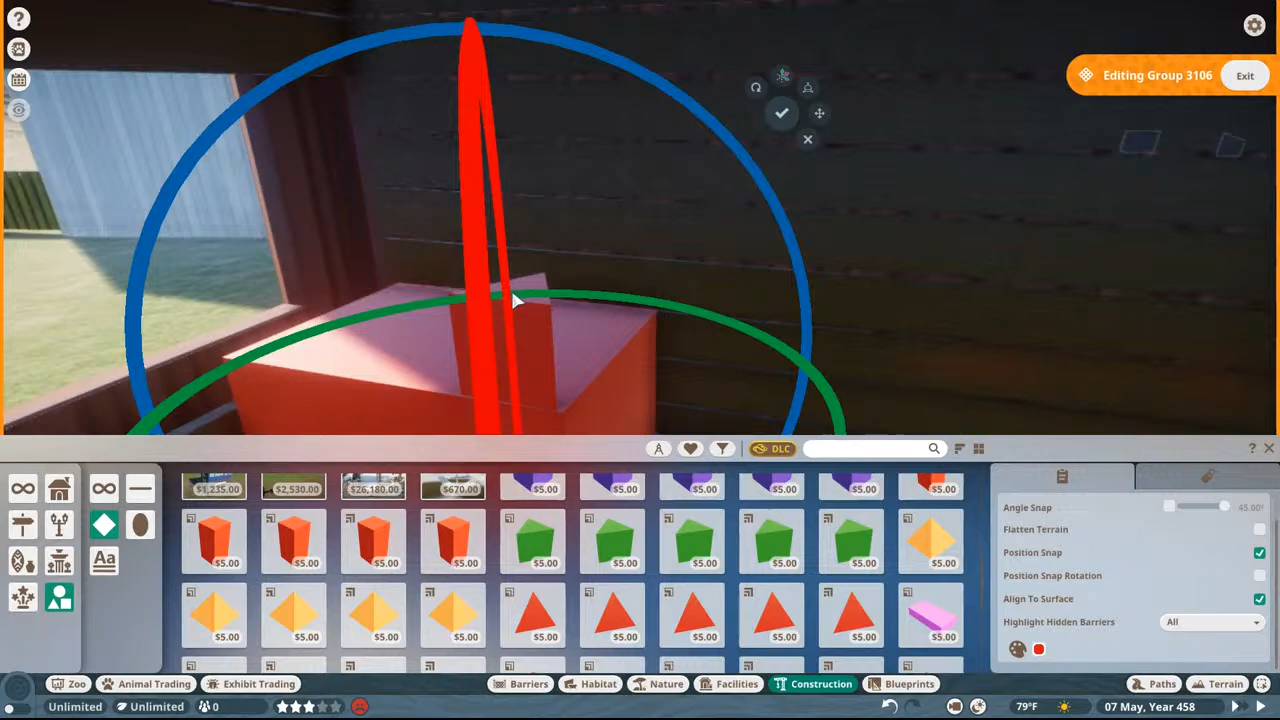 Editing Group 3106 Exit
DLC
$1,235.00 $2,530.00 $26,180.00 $670.00 $5.00 $5.00 $5.00 $5.00 $5.00 $5.00
$5.00 $5.00 $5.00 $5.00 $5.00 $5.00 $5.00 $5.00 $5.00 $5.00
$5.00 $5.00 $5.00 $5.00 $5.00 $5.00 $5.00 $5.00 $5.00 $5.00
Aa
Angle Snap 45.00°
Flatten Terrain
Position Snap
Position Snap Rotation
Align To Surface
Highlight Hidden Barriers All
Zoo Animal Trading Exhibit Trading Barriers Habitat Nature Facilities Construction Blueprints Paths Terrain
Unlimited Unlimited 0 79°F 07 May, Year 458